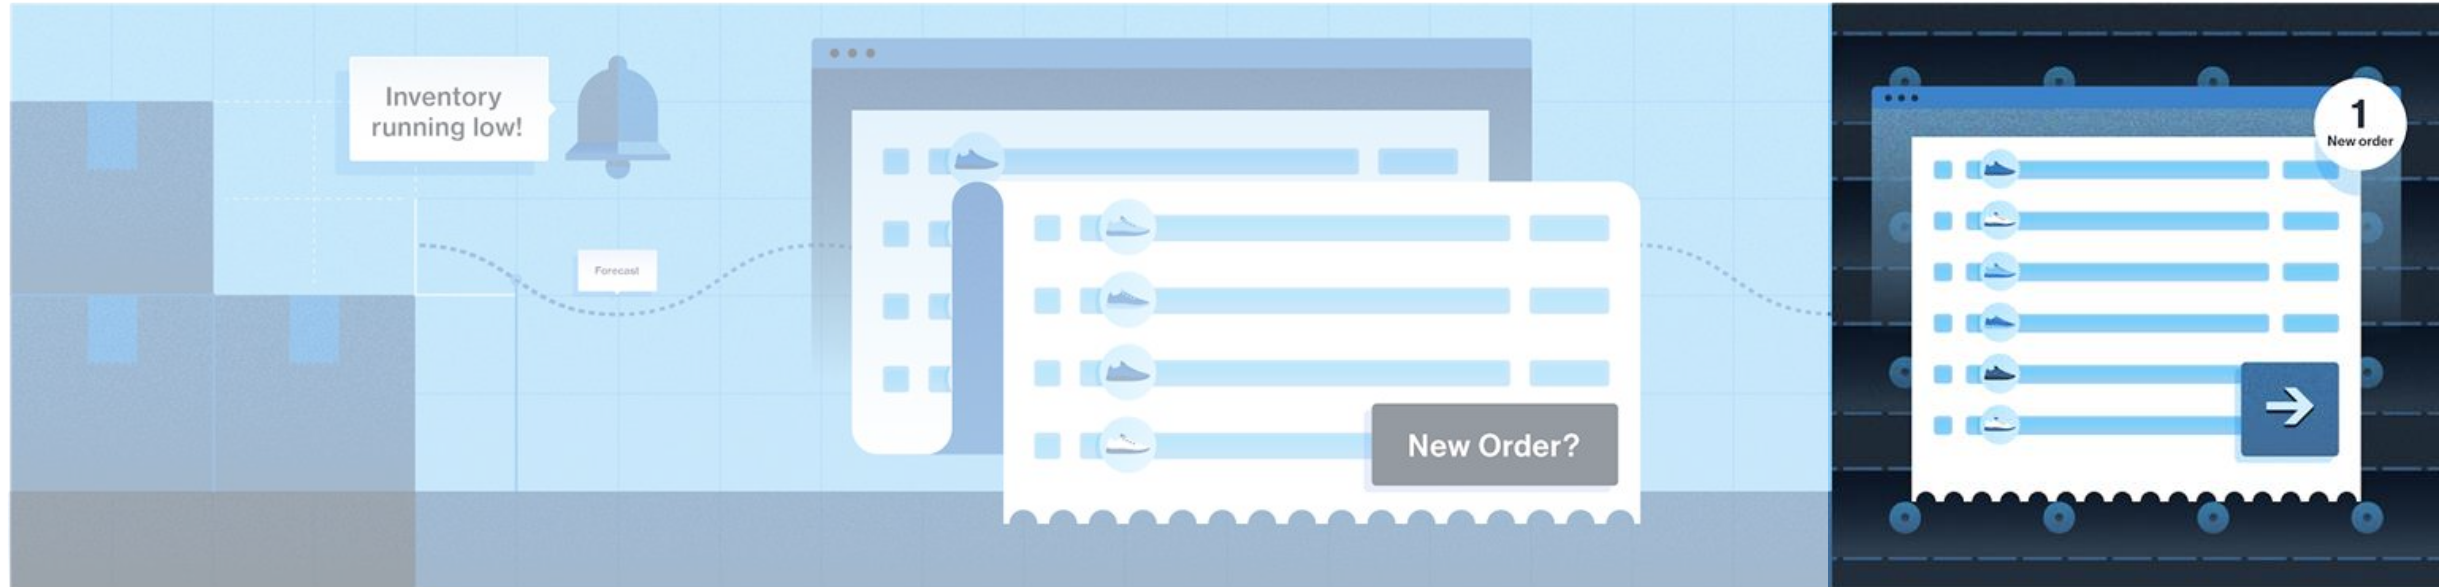 Inventory
running low!
Forecast
New Order?
1
New order